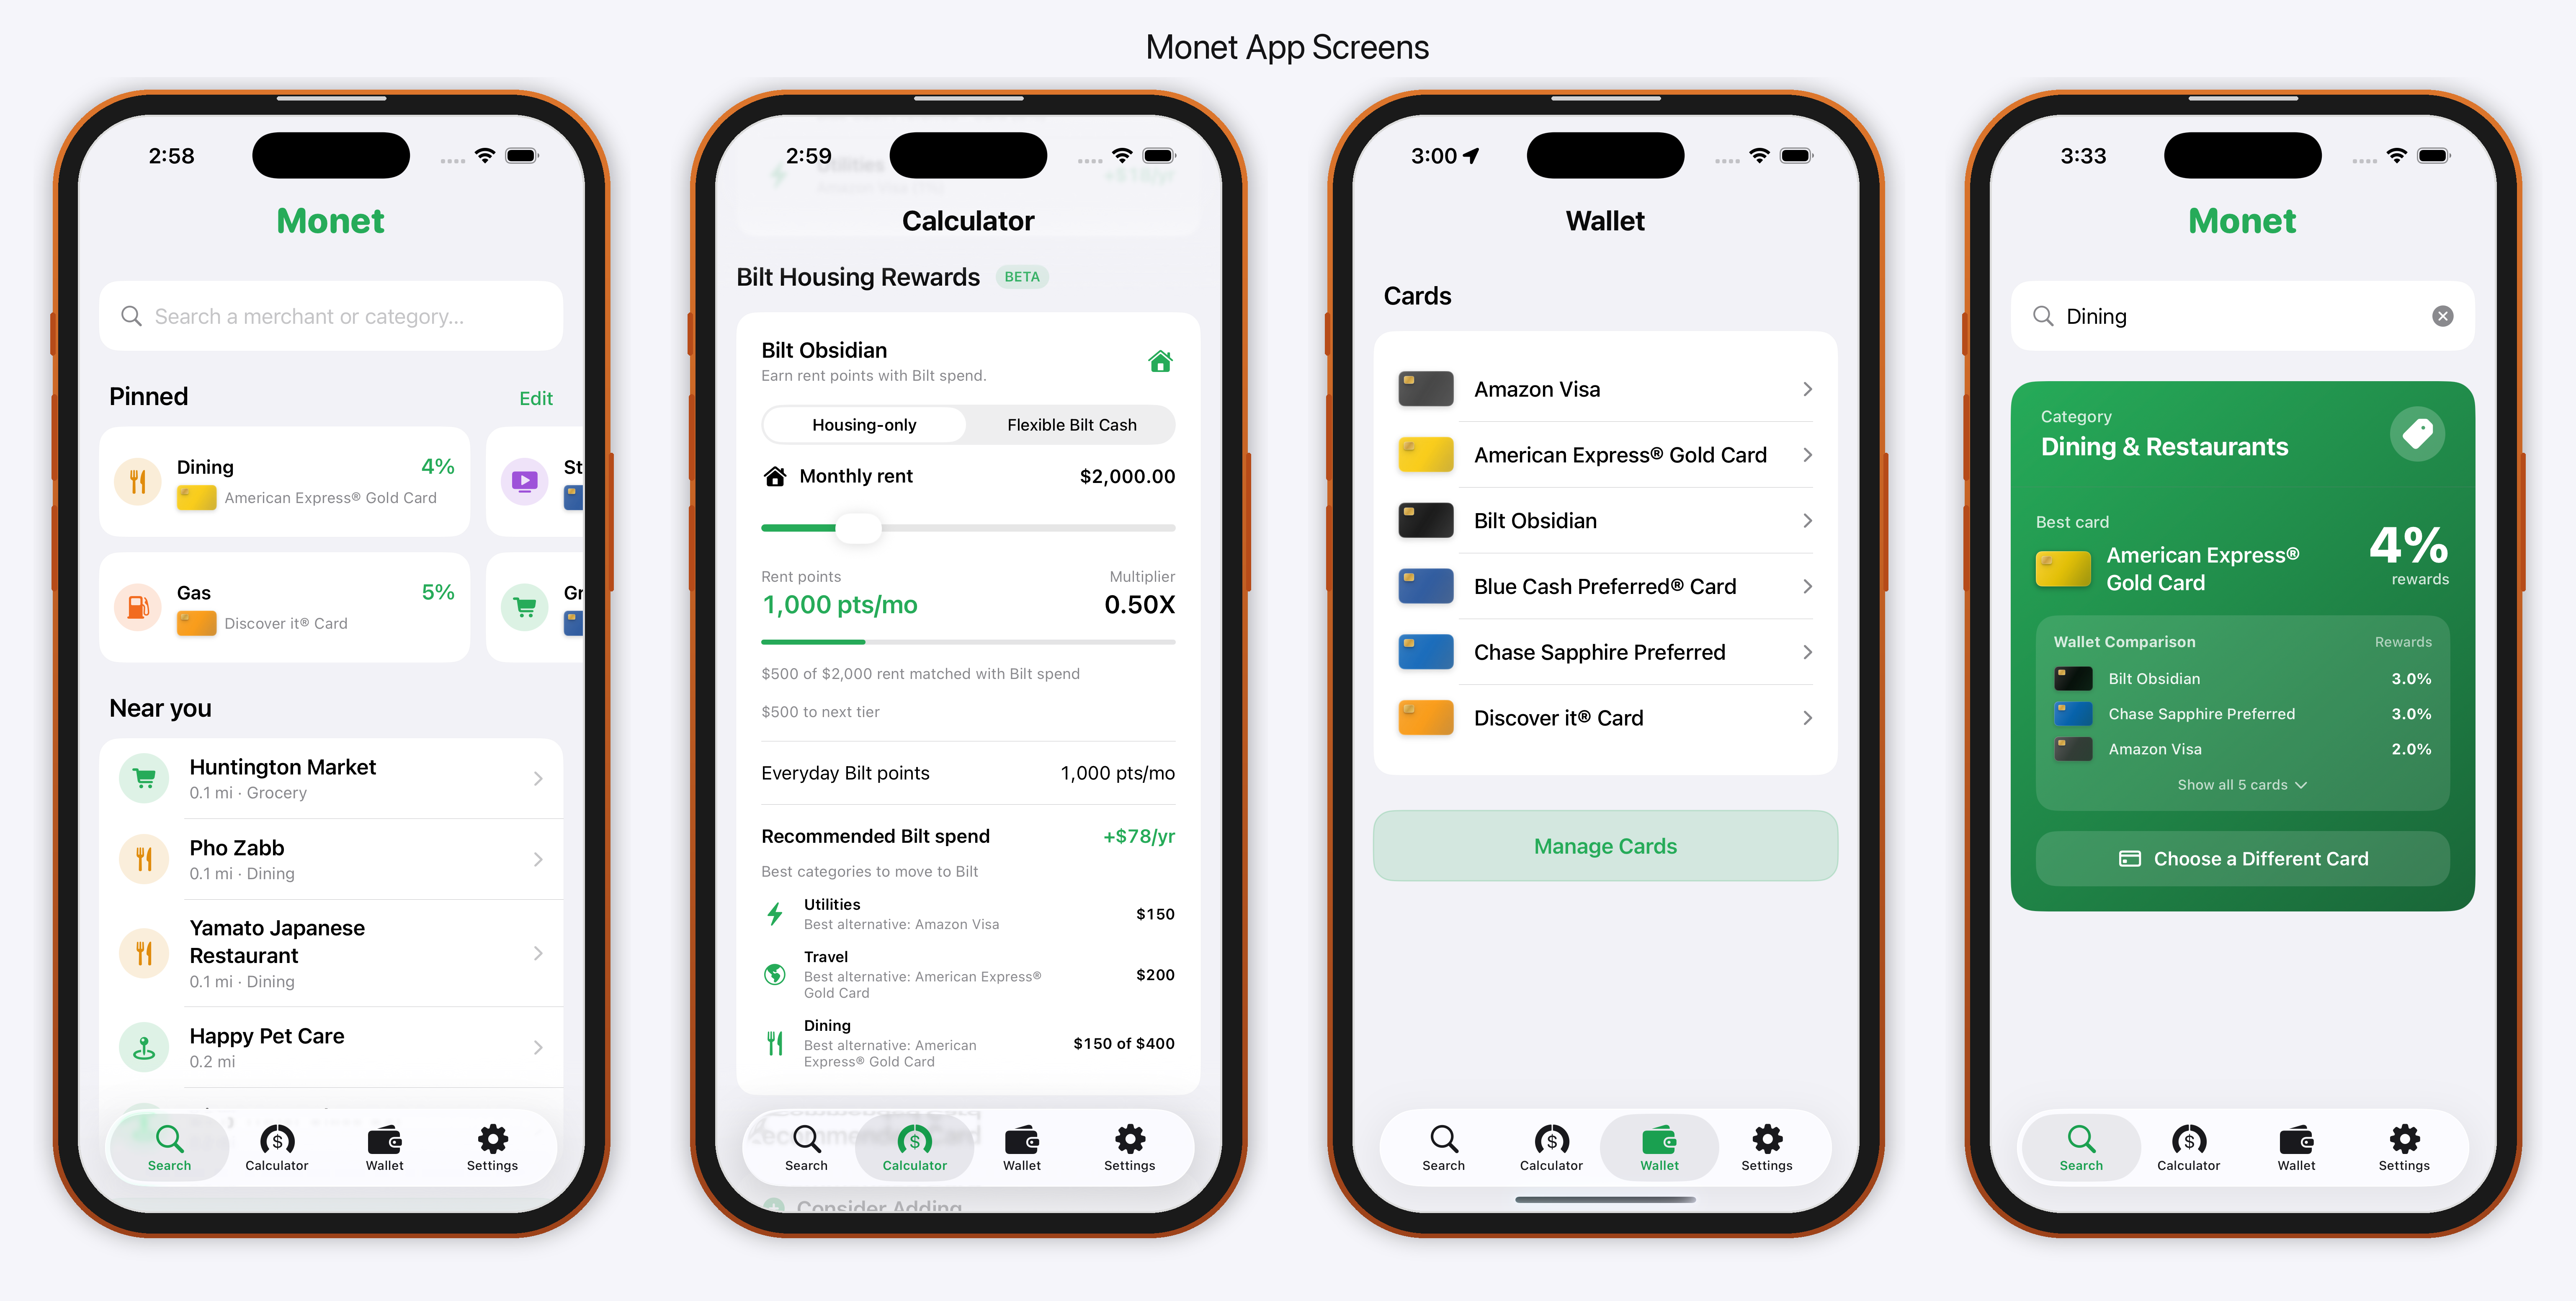 Monet App Screens
2:58
Monet
Search a merchant or category...
Pinned
Edit
Dining
4%
American Express® Gold Card
St
Gas
5%
Discover it® Card
Gr
Near you
Huntington Market
0.1 mi · Grocery
Pho Zabb
0.1 mi · Dining
Yamato Japanese
Restaurant
0.1 mi · Dining
Happy Pet Care
0.2 mi
Search
Calculator
Wallet
Settings
2:59
Utilities
+$18/yr
Calculator
Bilt Housing Rewards
BETA
Bilt Obsidian
Earn rent points with Bilt spend.
Housing-only
Flexible Bilt Cash
Monthly rent
$2,000.00
Rent points
Multiplier
1,000 pts/mo
0.50X
$500 of $2,000 rent matched with Bilt spend
$500 to next tier
Everyday Bilt points
1,000 pts/mo
Recommended Bilt spend
+$78/yr
Best categories to move to Bilt
Utilities
Best alternative: Amazon Visa
$150
Travel
Best alternative: American Express®
Gold Card
$200
Dining
Best alternative: American
Express® Gold Card
$150 of $400
Search
Calculator
Wallet
Settings
Consider Adding
3:00
Wallet
Cards
Amazon Visa
American Express® Gold Card
Bilt Obsidian
Blue Cash Preferred® Card
Chase Sapphire Preferred
Discover it® Card
Manage Cards
Search
Calculator
Wallet
Settings
3:33
Monet
Dining
Category
Dining & Restaurants
Best card
American Express®
Gold Card
4%
rewards
Wallet Comparison
Rewards
Bilt Obsidian
3.0%
Chase Sapphire Preferred
3.0%
Amazon Visa
2.0%
Show all 5 cards
Choose a Different Card
Search
Calculator
Wallet
Settings